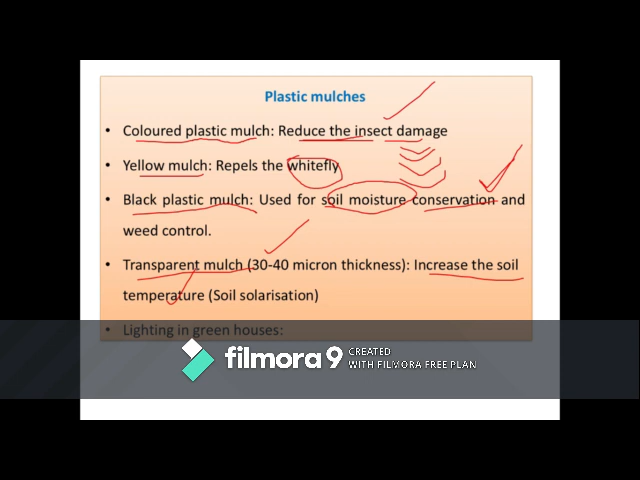 Plastic mulches
• Coloured plastic mulch: Reduce the insect damage
• Yellow mulch: Repels the whitefly
• Black plastic mulch: Used for soil moisture conservation and
weed control.
• Transparent mulch (30-40 micron thickness): Increase the soil
temperature (Soil solarisation)
• Lighting in green houses:
filmora 9 CREATED
WITH FILMORA FREE PLAN